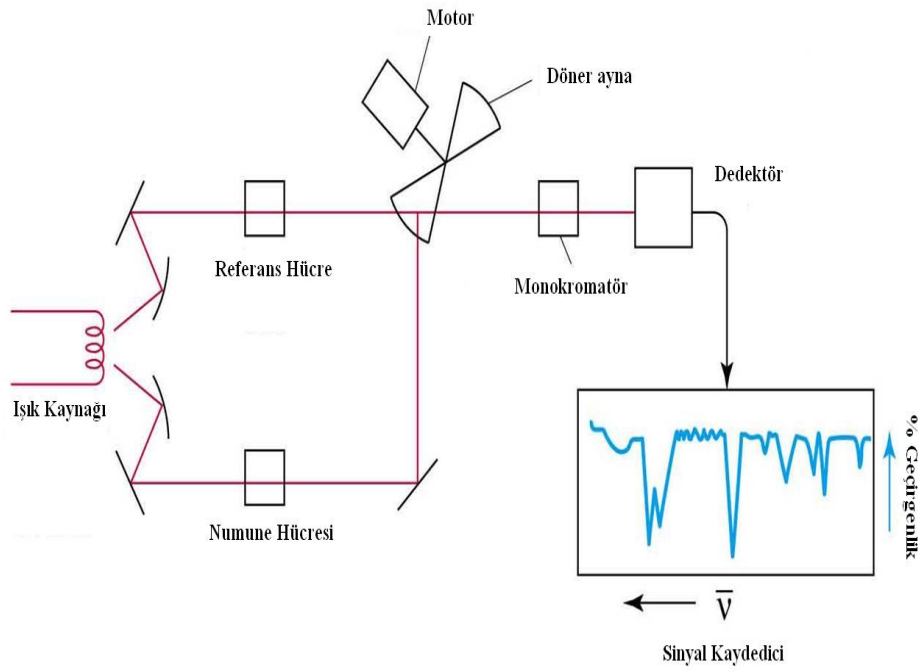 Motor
Döner ayna
Dedektör
Referans Hücre
Monokromatör
Işık Kaynağı
Numune Hücresi
% Geçirgenlik
ν̅
Sinyal Kaydedici